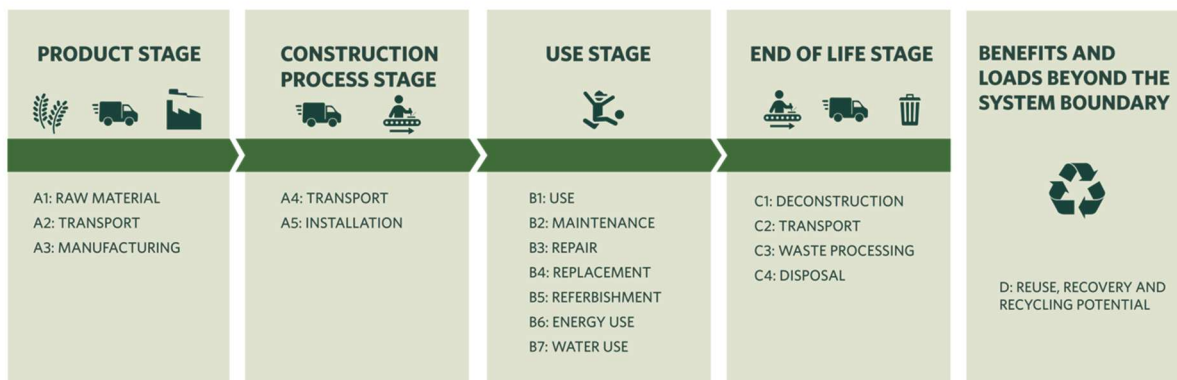 PRODUCT STAGE
A1: RAW MATERIAL
A2: TRANSPORT
A3: MANUFACTURING
CONSTRUCTION
PROCESS STAGE
A4: TRANSPORT
A5: INSTALLATION
USE STAGE
B1: USE
B2: MAINTENANCE
B3: REPAIR
B4: REPLACEMENT
B5: REFERBISHMENT
B6: ENERGY USE
B7: WATER USE
END OF LIFE STAGE
C1: DECONSTRUCTION
C2: TRANSPORT
C3: WASTE PROCESSING
C4: DISPOSAL
BENEFITS AND
LOADS BEYOND THE
SYSTEM BOUNDARY
D: REUSE, RECOVERY AND
RECYCLING POTENTIAL